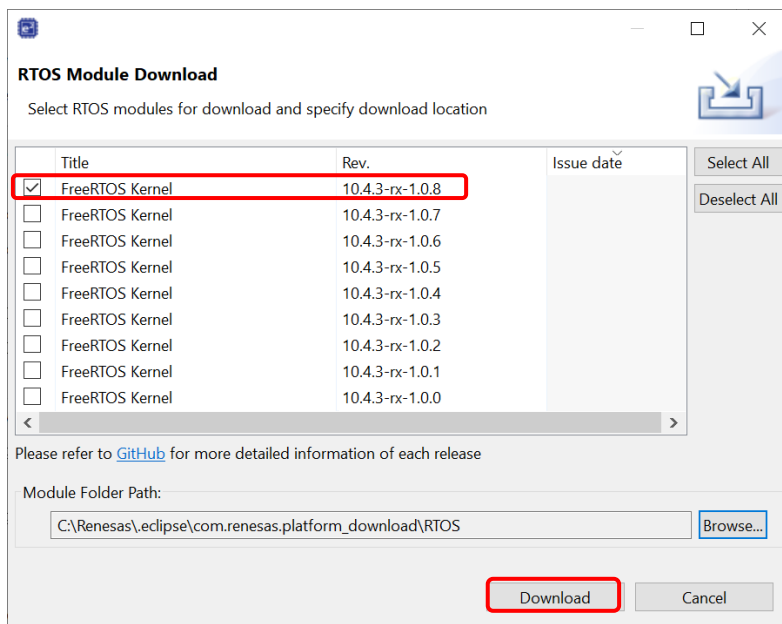 RTOS Module Download
Select RTOS modules for download and specify download location
Title Rev. Issue date
Select All
FreeRTOS Kernel 10.4.3-rx-1.0.8
Deselect All
FreeRTOS Kernel 10.4.3-rx-1.0.7
FreeRTOS Kernel 10.4.3-rx-1.0.6
FreeRTOS Kernel 10.4.3-rx-1.0.5
FreeRTOS Kernel 10.4.3-rx-1.0.4
FreeRTOS Kernel 10.4.3-rx-1.0.3
FreeRTOS Kernel 10.4.3-rx-1.0.2
FreeRTOS Kernel 10.4.3-rx-1.0.1
FreeRTOS Kernel 10.4.3-rx-1.0.0
Please refer to GitHub for more detailed information of each release
Module Folder Path:
C:\Renesas\.eclipse\com.renesas.platform_download\RTOS
Browse...
Download
Cancel